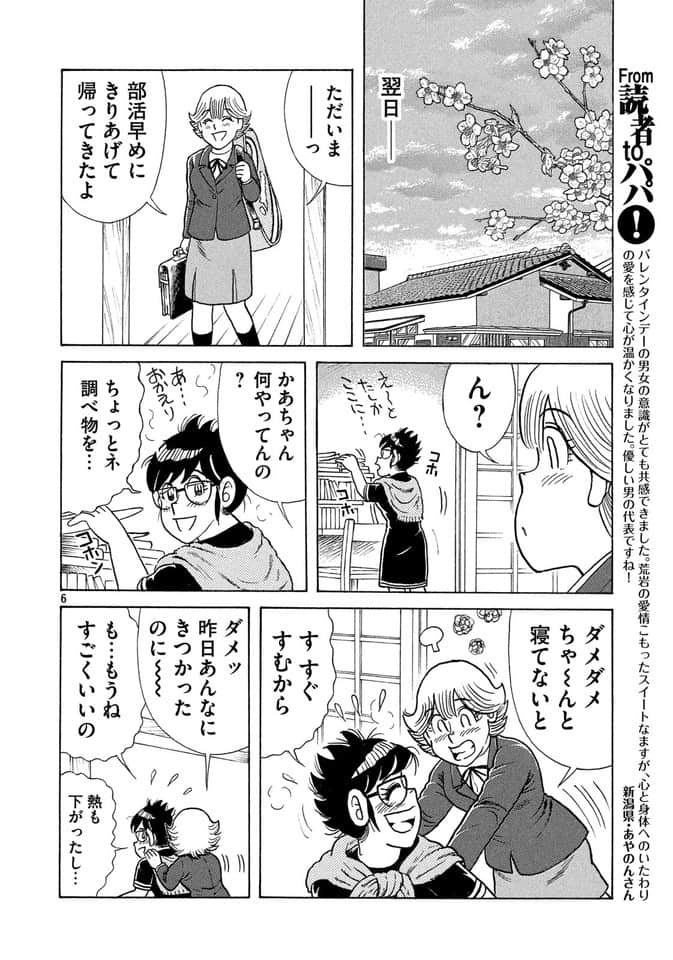 From
読者
to
パパ!
バレンタインデーの男女の意識がとても共感できました。荒岩の愛情こもったスイートなますが、心と身体へのいたわり
の愛を感じて心が温かくなりました。優しい男の代表ですね!
新潟県・あやのんさん
翌日──
ただいま
──っ
部活早めに
きりあげて
帰ってきたよ
ん?
え〜と
たしか
ここに…
コホ
コホ
かあちゃん
何やってんの
?
あ…
おかえり
ちょっとネ
調べ物を…
コホン
コホ
ダメダメ
ちゃ〜んと
寝てないと
す すぐ
すむから
ダメッ
昨日あんなに
きつかった
のに〜〜
も…もうね
すごくいいの
熱も
下がったし…
6